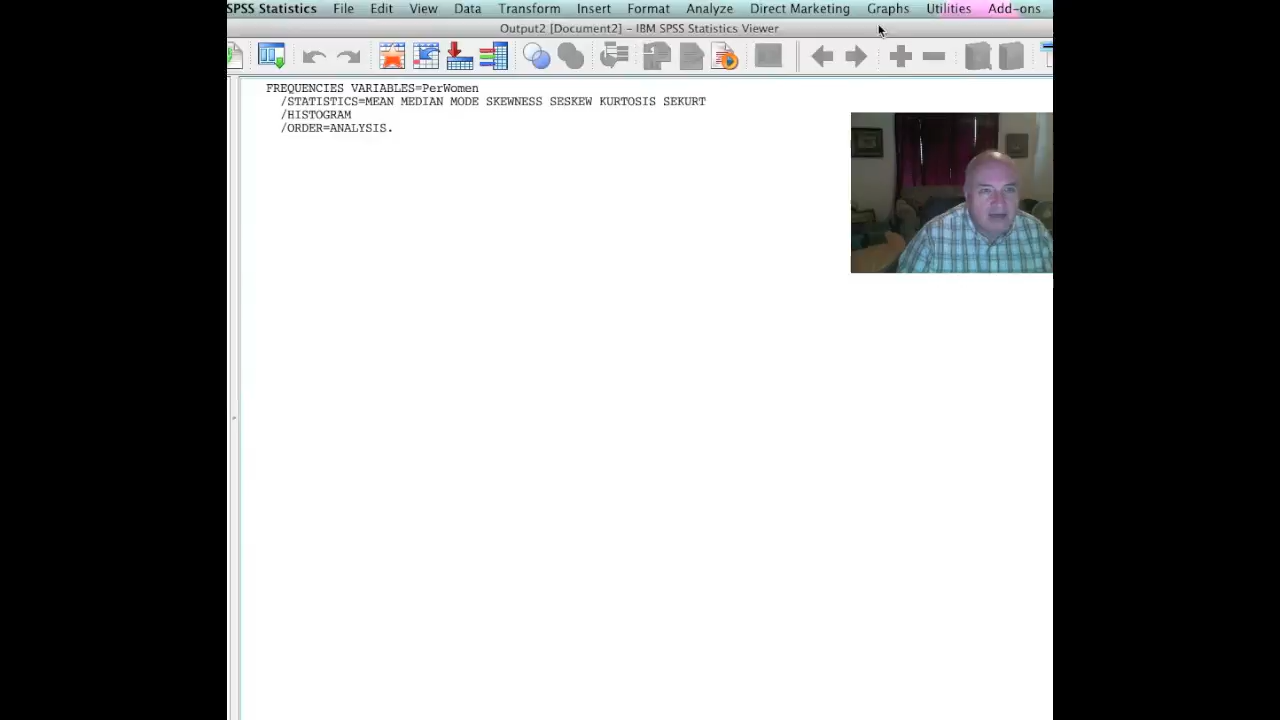 SPSS Statistics File Edit View Data Transform Insert Format Analyze Direct Marketing Graphs Utilities Add-ons
Output2 [Document2] – IBM SPSS Statistics Viewer
FREQUENCIES VARIABLES=PerWomen
/STATISTICS=MEAN MEDIAN MODE SKEWNESS SESKEW KURTOSIS SEKURT
/HISTOGRAM
/ORDER=ANALYSIS.